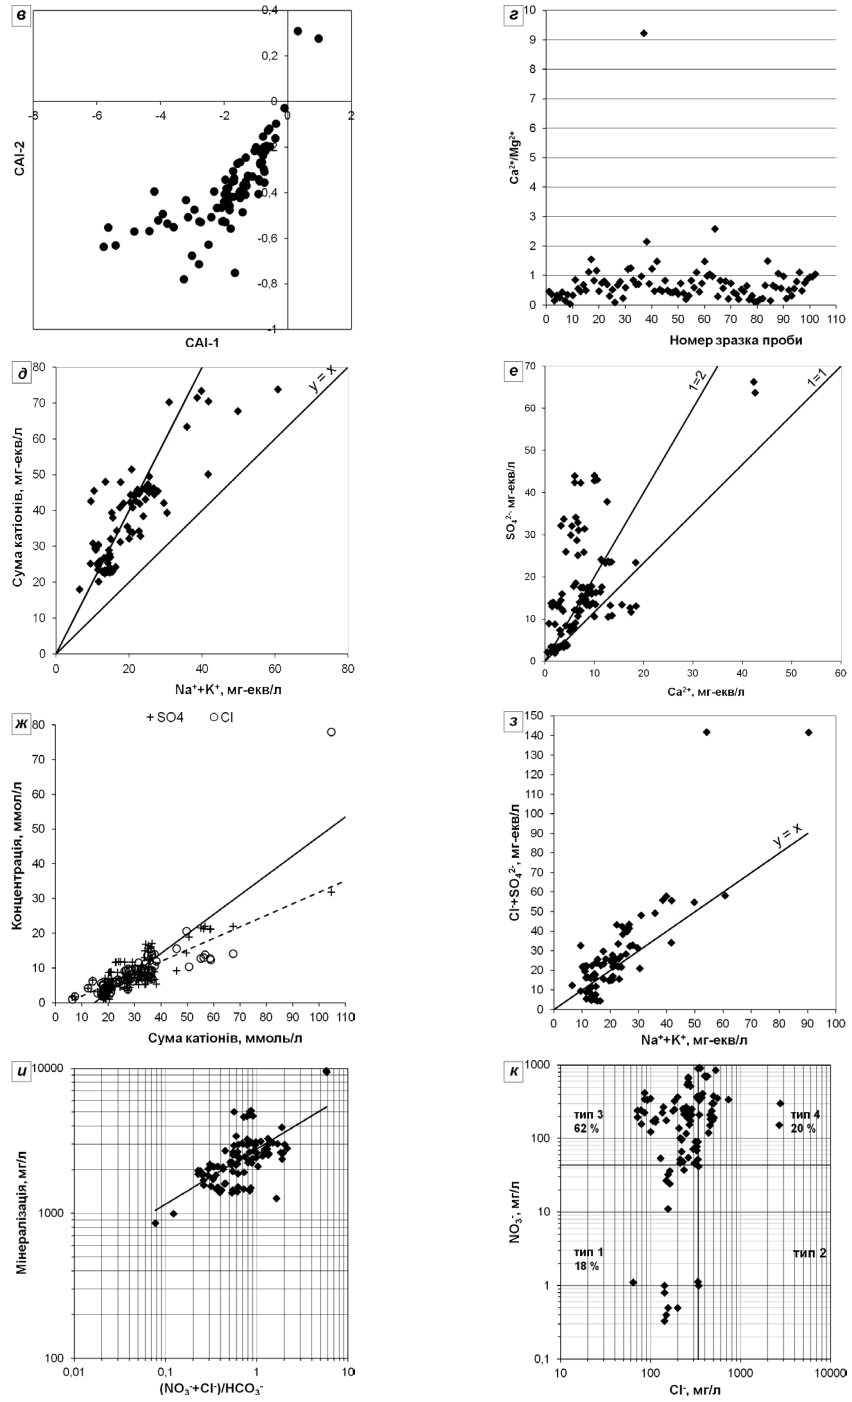 в
0,4
0,2
0
-8
-6
-4
-2
0
2
0,4
-0,6
-0,8
-1
CAI-2
CAI-1
г
10
9
8
7
6
5
4
3
2
1
0
0 10 20 30 40 50 60 70 80 90 100 110
Ca²⁺/Mg²⁺
Номер зразка проби
д
80
70
60
50
40
30
20
10
0
0 20 40 60 80
y = x
Сума катіонів, мг-екв/л
Na⁺+K⁺, мг-екв/л
е
70
60
50
40
30
20
10
0
0 10 20 30 40 50 60
1=2
1=1
SO₄²⁻, мг-екв/л
Ca²⁺, мг-екв/л
ж
+SO4 ○Cl
80
70
60
50
40
30
20
10
0
0 10 20 30 40 50 60 70 80 90 100 110
Концентрація, ммол/л
Сума катіонів, ммоль/л
з
150
140
130
120
110
100
90
80
70
60
50
40
30
20
10
0
0 10 20 30 40 50 60 70 80 90 100
y = x
Cl⁻+SO₄²⁻, мг-екв/л
Na⁺+K⁺, мг-екв/л
и
10000
1000
100
0,01 0,1 1 10
Мінералізація, мг/л
(NO₃⁻+Cl⁻)/HCO₃⁻
к
1000
100
10
1
0,1
10 100 1000 10000
тип 3
62 %
тип 4
20 %
тип 1
18 %
тип 2
NO₃⁻, мг/л
Cl⁻, мг/л